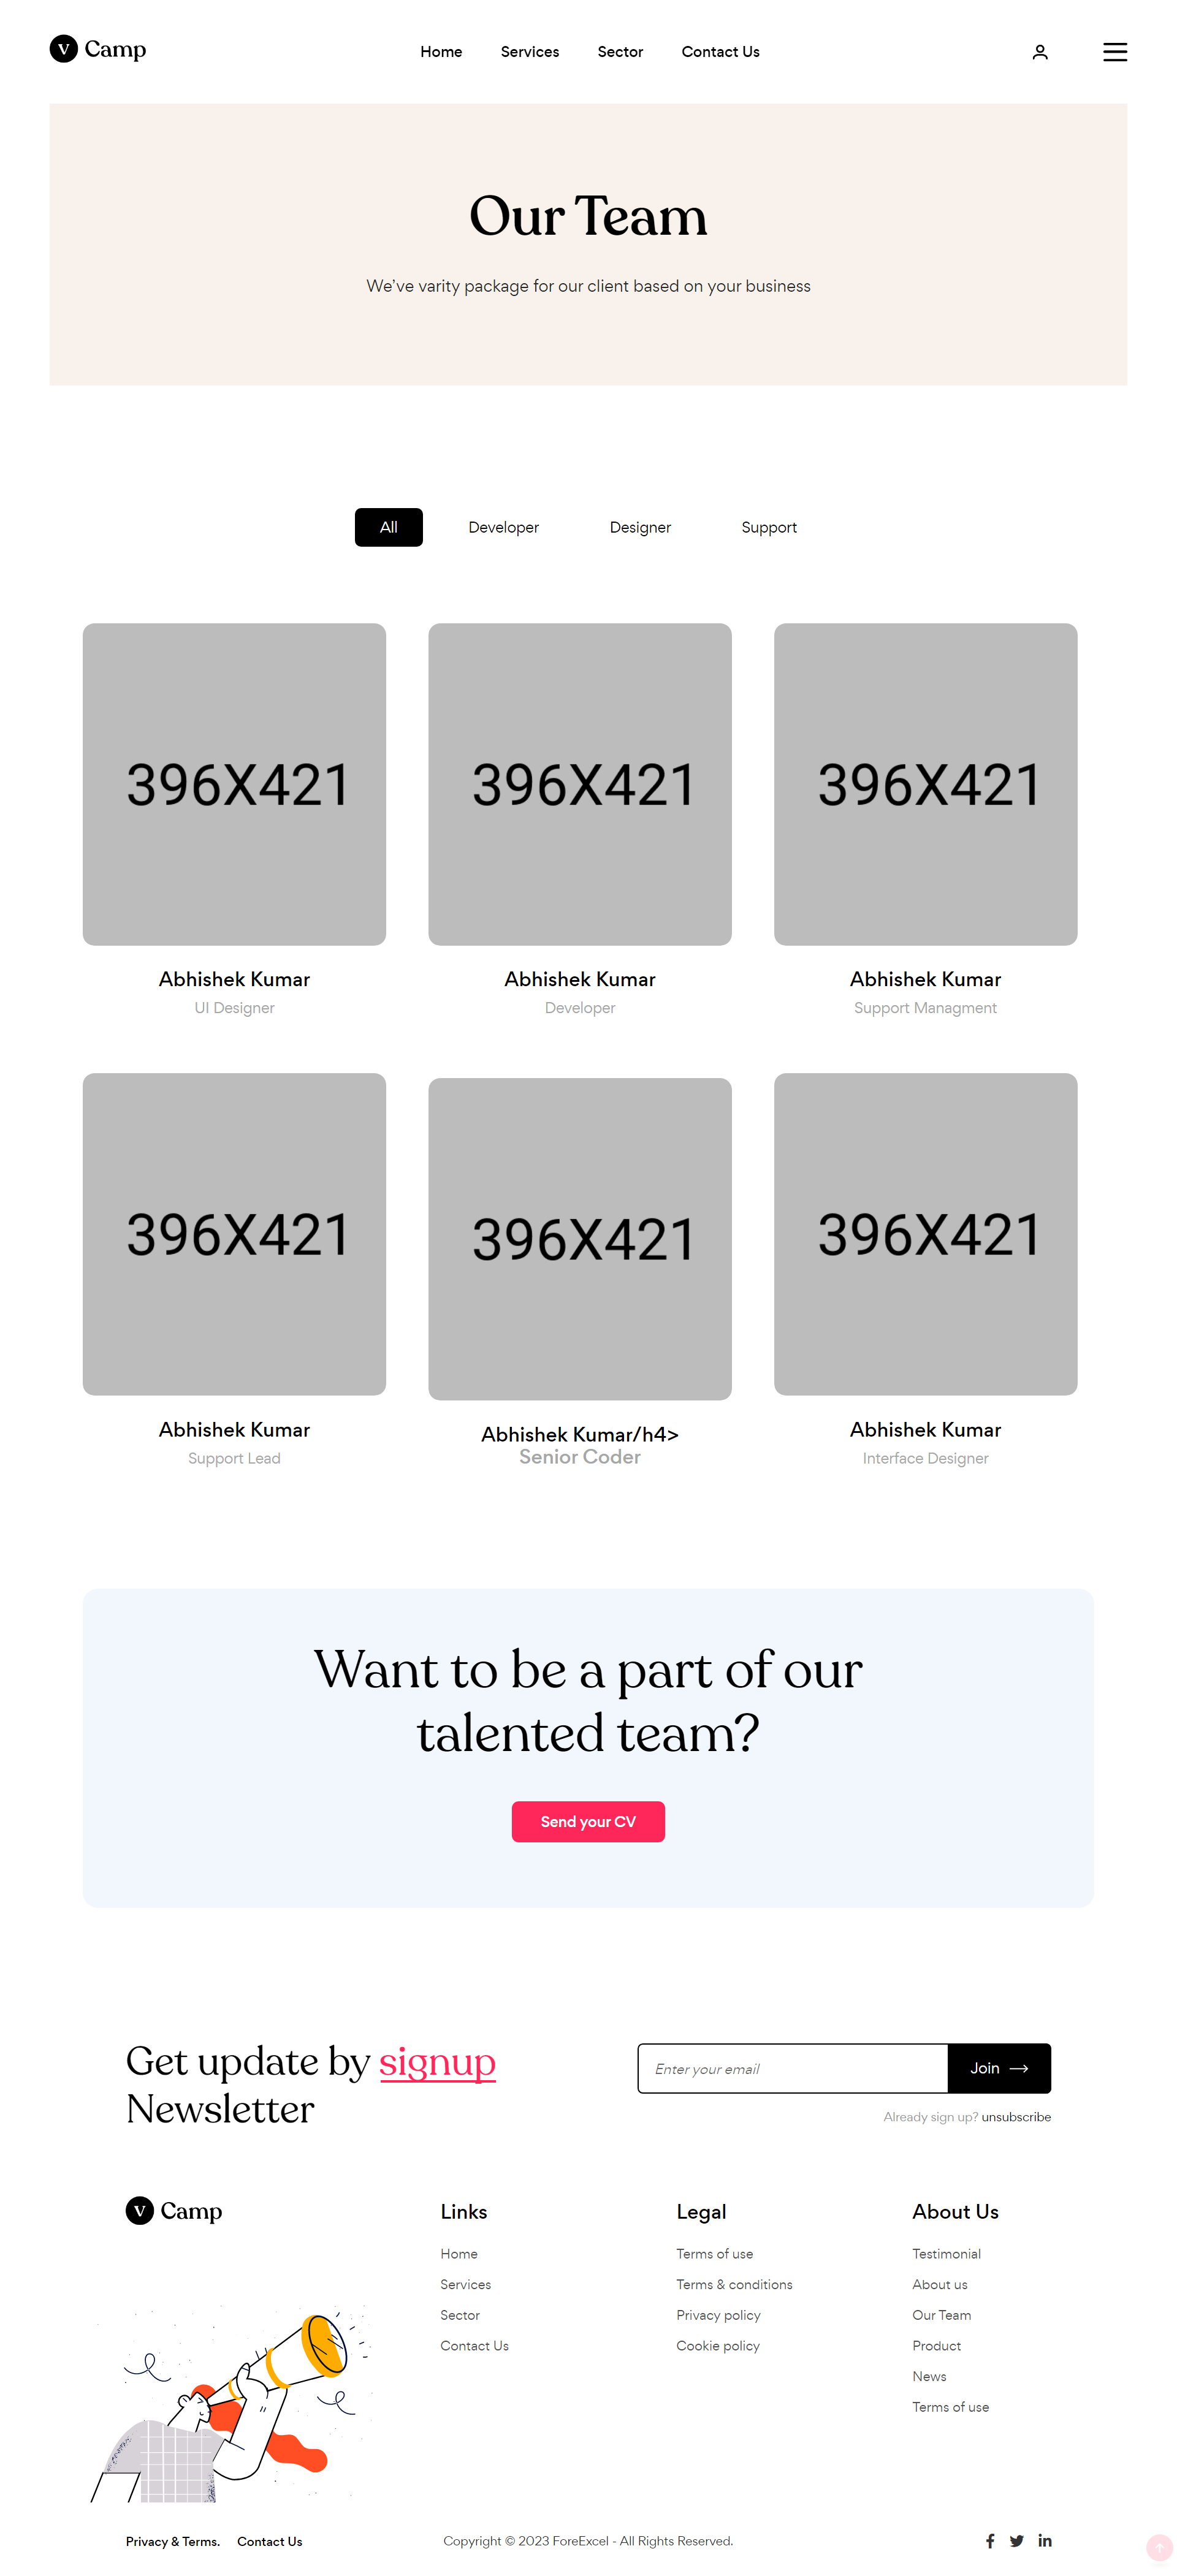 V Camp
Home Services Sector Contact Us
Our Team
We’ve varity package for our client based on your business
All Developer Designer Support
396X421 396X421 396X421
Abhishek Kumar Abhishek Kumar Abhishek Kumar
UI Designer Developer Support Managment
396X421 396X421 396X421
Abhishek Kumar Abhishek Kumar/h4> Abhishek Kumar
Support Lead Senior Coder Interface Designer
Want to be a part of our
talented team?
Send your CV
Get update by signup
Newsletter
Enter your email Join
Already sign up? unsubscribe
V Camp
Links
Home
Services
Sector
Contact Us
Legal
Terms of use
Terms & conditions
Privacy policy
Cookie policy
About Us
Testimonial
About us
Our Team
Product
News
Terms of use
Privacy & Terms. Contact Us Copyright © 2023 ForeExcel - All Rights Reserved.